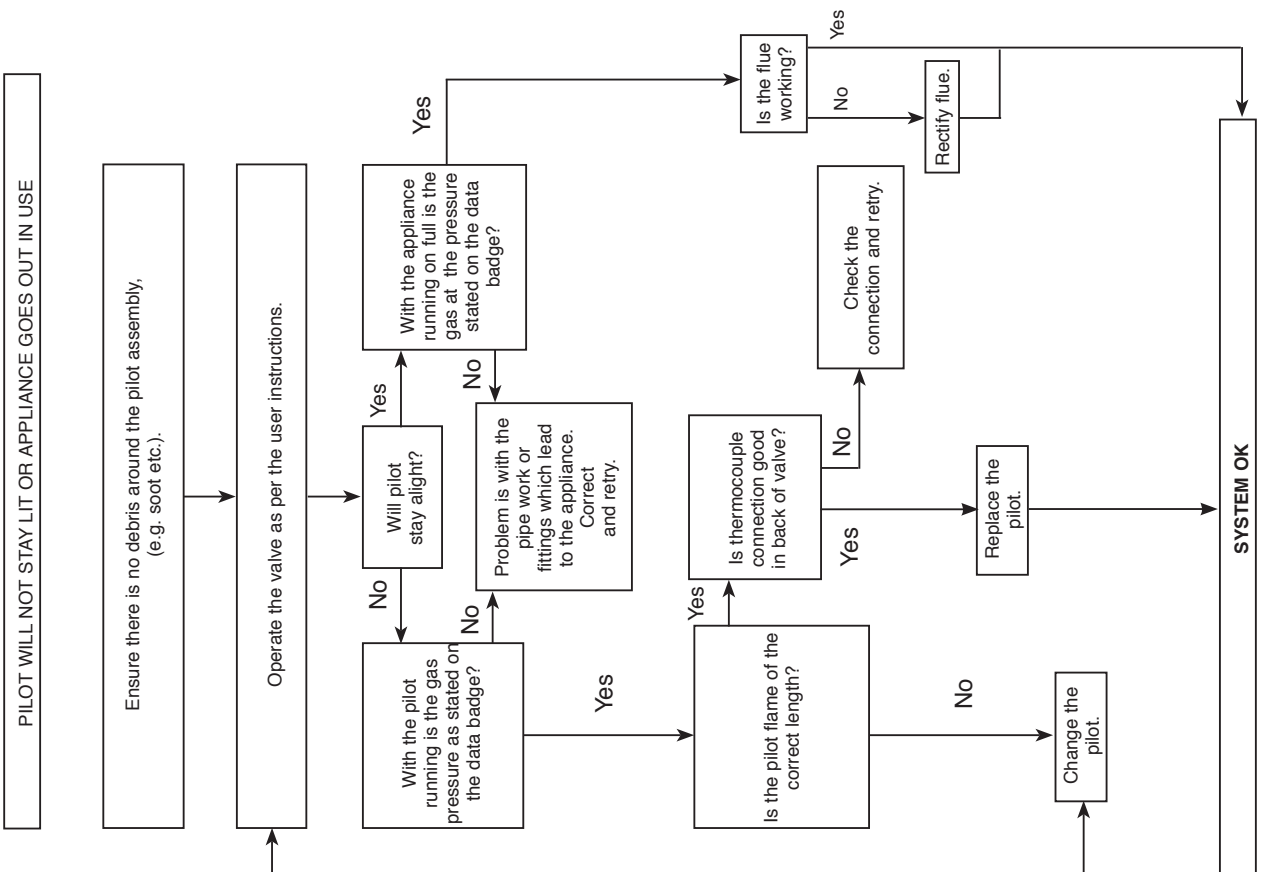 PILOT WILL NOT STAY LIT OR APPLIANCE GOES OUT IN USE
Ensure there is no debris around the pilot assembly,
(e.g. soot etc.).
Operate the valve as per the user instructions.
Will pilot
stay alight?
No
Yes
With the pilot
running is the gas
pressure as stated on
the data badge?
No
Yes
With the appliance
running on full is the
gas at the pressure
stated on the data
badge?
No
Yes
Problem is with the
pipe work or
fittings which lead
to the appliance.
Correct
and retry.
Is the pilot flame of the
correct length?
Yes
No
Is thermocouple
connection good
in back of valve?
No
Yes
Check the
connection and retry.
Is the flue
working?
No
Yes
Rectify flue.
Replace the
pilot.
Change the
pilot.
SYSTEM OK